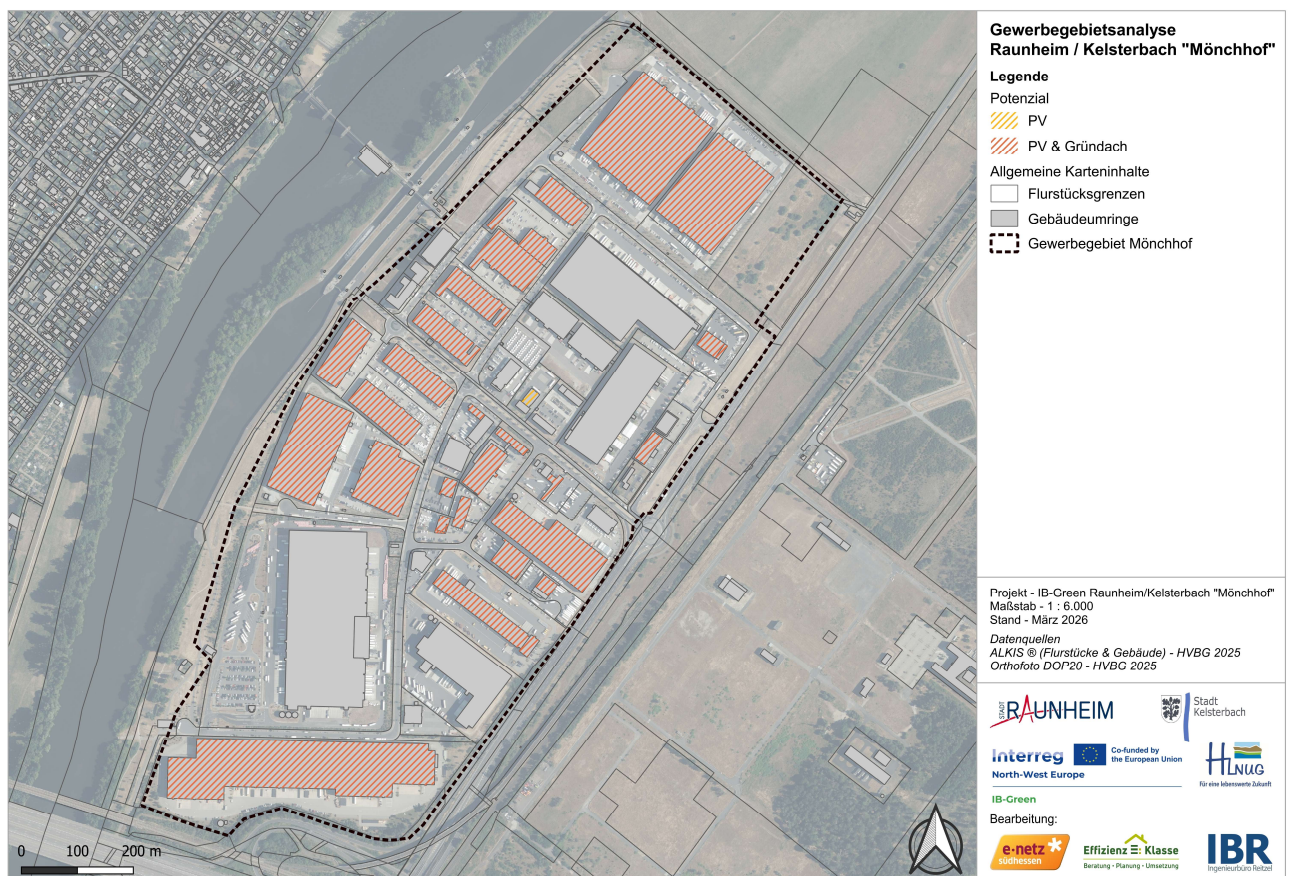 Gewerbegebietsanalyse
Raunheim / Kelsterbach "Mönchhof"
Legende
Potenzial
PV
PV & Gründach
Allgemeine Karteninhalte
Flurstücksgrenzen
Gebäudeumringe
Gewerbegebiet Mönchhof
Projekt - IB-Green Raunheim/Kelsterbach "Mönchhof"
Maßstab - 1 : 6.000
Stand - März 2026
Datenquellen
ALKIS ® (Flurstücke & Gebäude) - HVBG 2025
Orthofoto DOP20 - HVBG 2025
STADT RAUNHEIM
Stadt
Kelsterbach
Interreg
Co-funded by
the European Union
North-West Europe
HLNUG
Für eine lebenswerte Zukunft
IB-Green
Bearbeitung:
e-netz
südhessen
Effizienz Klasse
Beratung • Planung • Umsetzung
IBR
Ingenieurbüro Reitzel
0 100 200 m